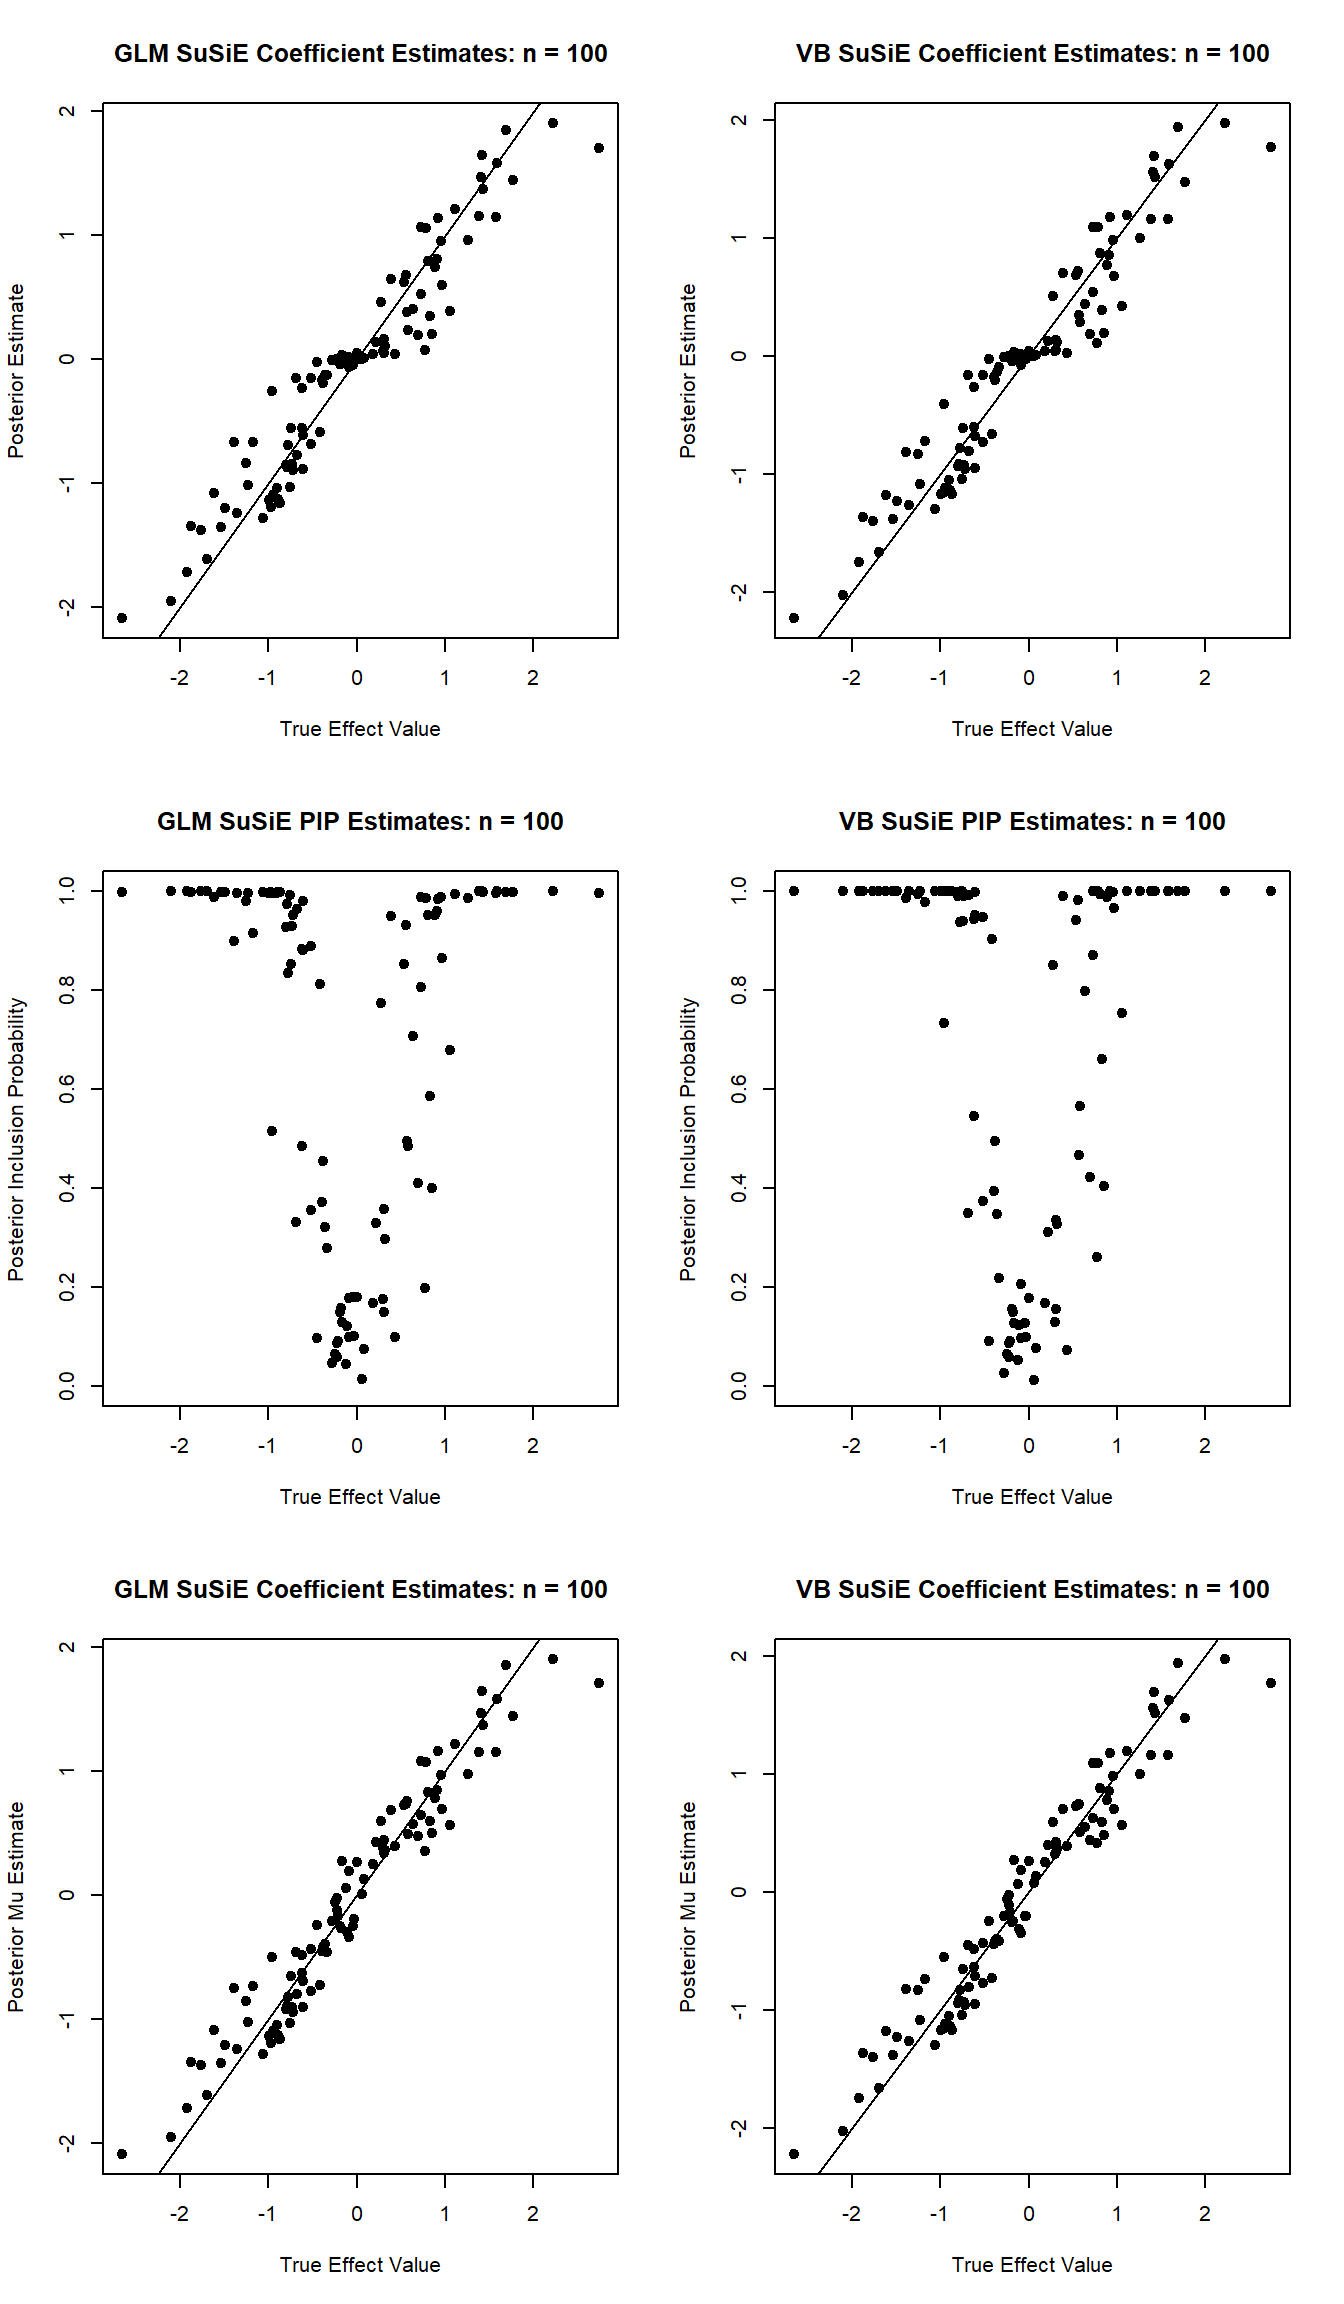 GLM SuSiE Coefficient Estimates: n = 100
Posterior Estimate
2
1
0
-1
-2
-2 -1 0 1 2
True Effect Value
VB SuSiE Coefficient Estimates: n = 100
Posterior Estimate
2
1
0
-1
-2
-2 -1 0 1 2
True Effect Value
GLM SuSiE PIP Estimates: n = 100
Posterior Inclusion Probability
1.0
0.8
0.6
0.4
0.2
0.0
-2 -1 0 1 2
True Effect Value
VB SuSiE PIP Estimates: n = 100
Posterior Inclusion Probability
1.0
0.8
0.6
0.4
0.2
0.0
-2 -1 0 1 2
True Effect Value
GLM SuSiE Coefficient Estimates: n = 100
Posterior Mu Estimate
2
1
0
-1
-2
-2 -1 0 1 2
True Effect Value
VB SuSiE Coefficient Estimates: n = 100
Posterior Mu Estimate
2
1
0
-1
-2
-2 -1 0 1 2
True Effect Value